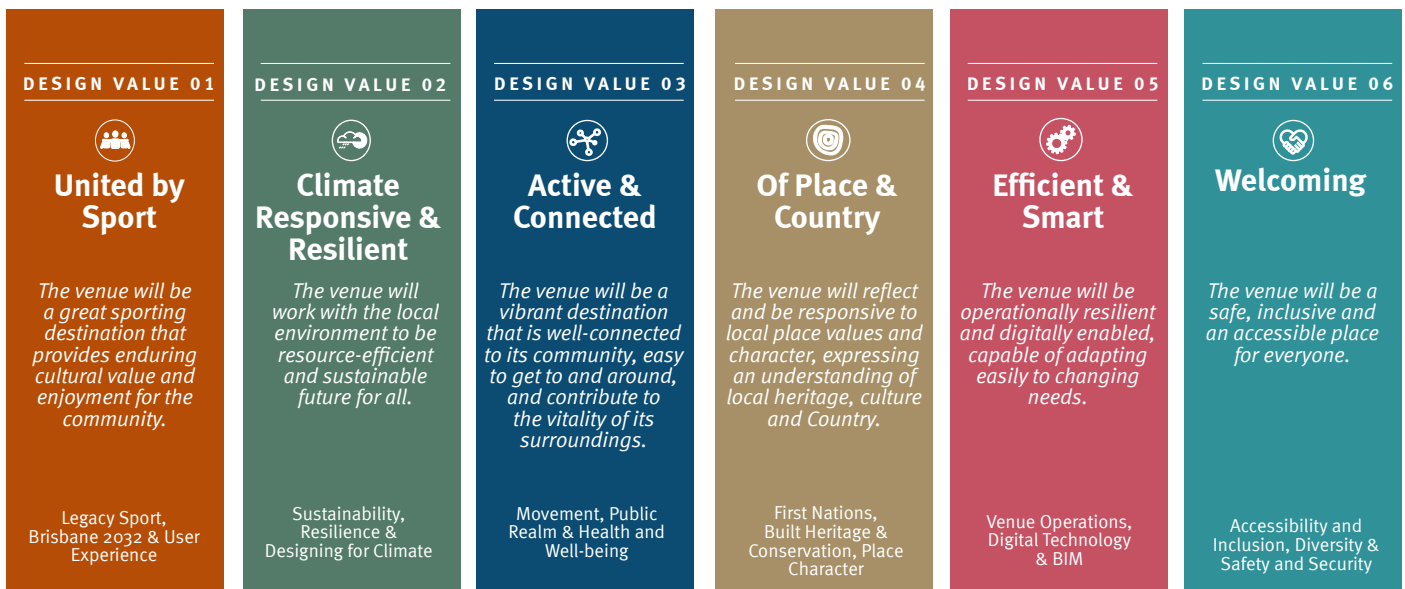 DESIGN VALUE 01
United by
Sport
The venue will be
a great sporting
destination that
provides enduring
cultural value and
enjoyment for the
community.
Legacy Sport,
Brisbane 2032 & User
Experience
DESIGN VALUE 02
Climate
Responsive &
Resilient
The venue will
work with the local
environment to be
resource-efficient
and sustainable
future for all.
Sustainability,
Resilience &
Designing for Climate
DESIGN VALUE 03
Active &
Connected
The venue will be a
vibrant destination
that is well-connected
to its community, easy
to get to and around,
and contribute to
the vitality of its
surroundings.
Movement, Public
Realm & Health and
Well-being
DESIGN VALUE 04
Of Place &
Country
The venue will reflect
and be responsive to
local place values and
character, expressing
an understanding of
local heritage, culture
and Country.
First Nations,
Built Heritage &
Conservation, Place
Character
DESIGN VALUE 05
Efficient &
Smart
The venue will be
operationally resilient
and digitally enabled,
capable of adapting
easily to changing
needs.
Venue Operations,
Digital Technology
& BIM
DESIGN VALUE 06
Welcoming
The venue will be a
safe, inclusive and
an accessible place
for everyone.
Accessibility and
Inclusion, Diversity &
Safety and Security